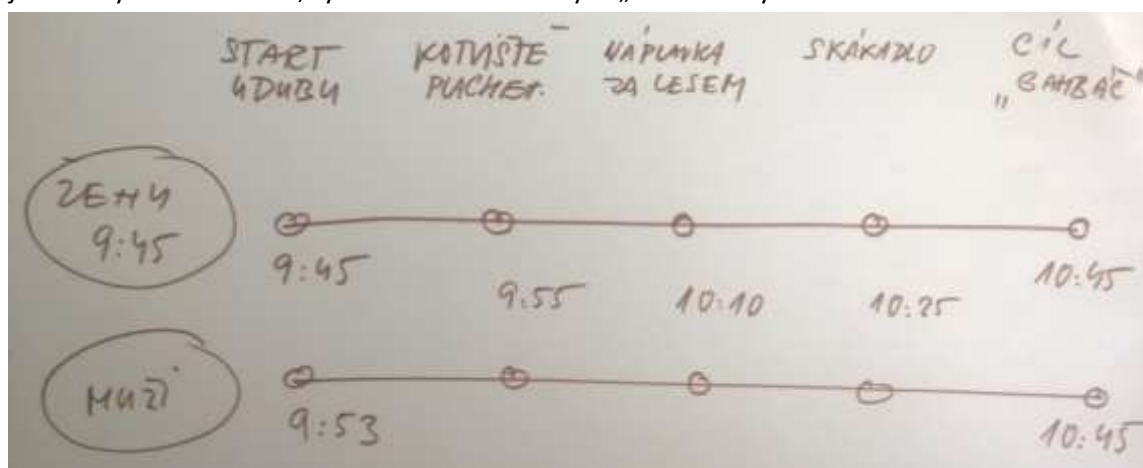 START KOTVIŠTĚ NÁPLAVKA SKÁKADLO CÍL
U DUBU PLACHET. ZA LESEM „BAMBAČ“
ŽENY
9:45
9:45 9:55 10:10 10:25 10:45
MUŽI
9:53 10:45